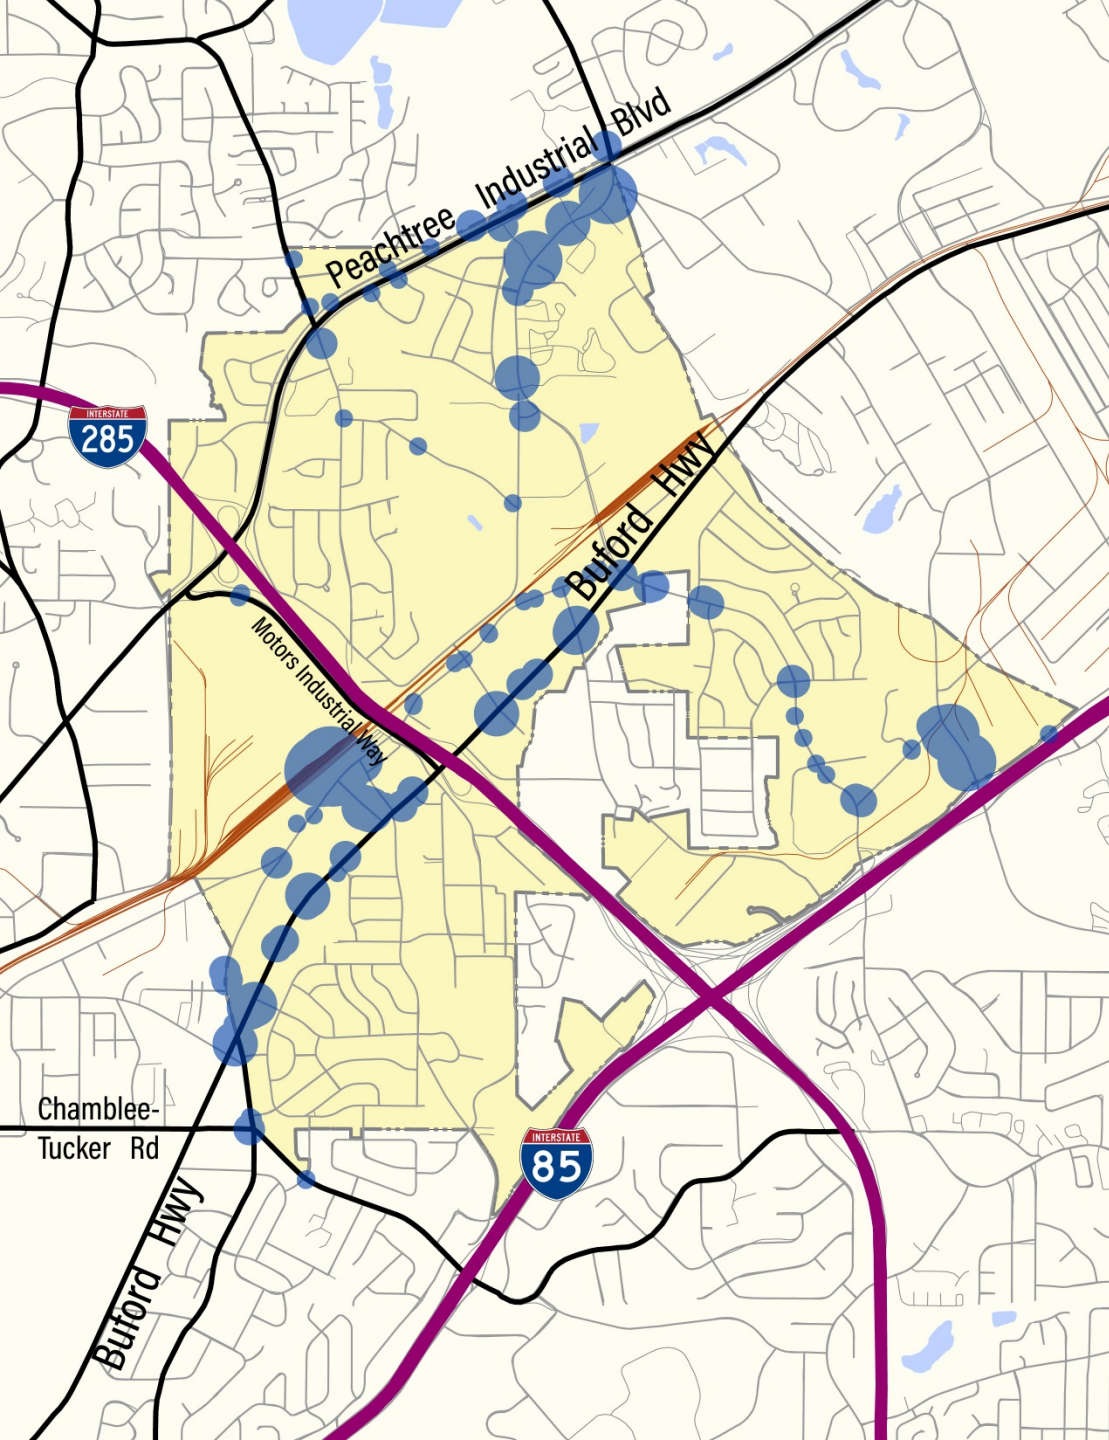 Peachtree Industrial Blvd
INTERSTATE
285
Buford Hwy
Motors Industrial Way
Chamblee-
Tucker Rd
INTERSTATE
85
Buford Hwy